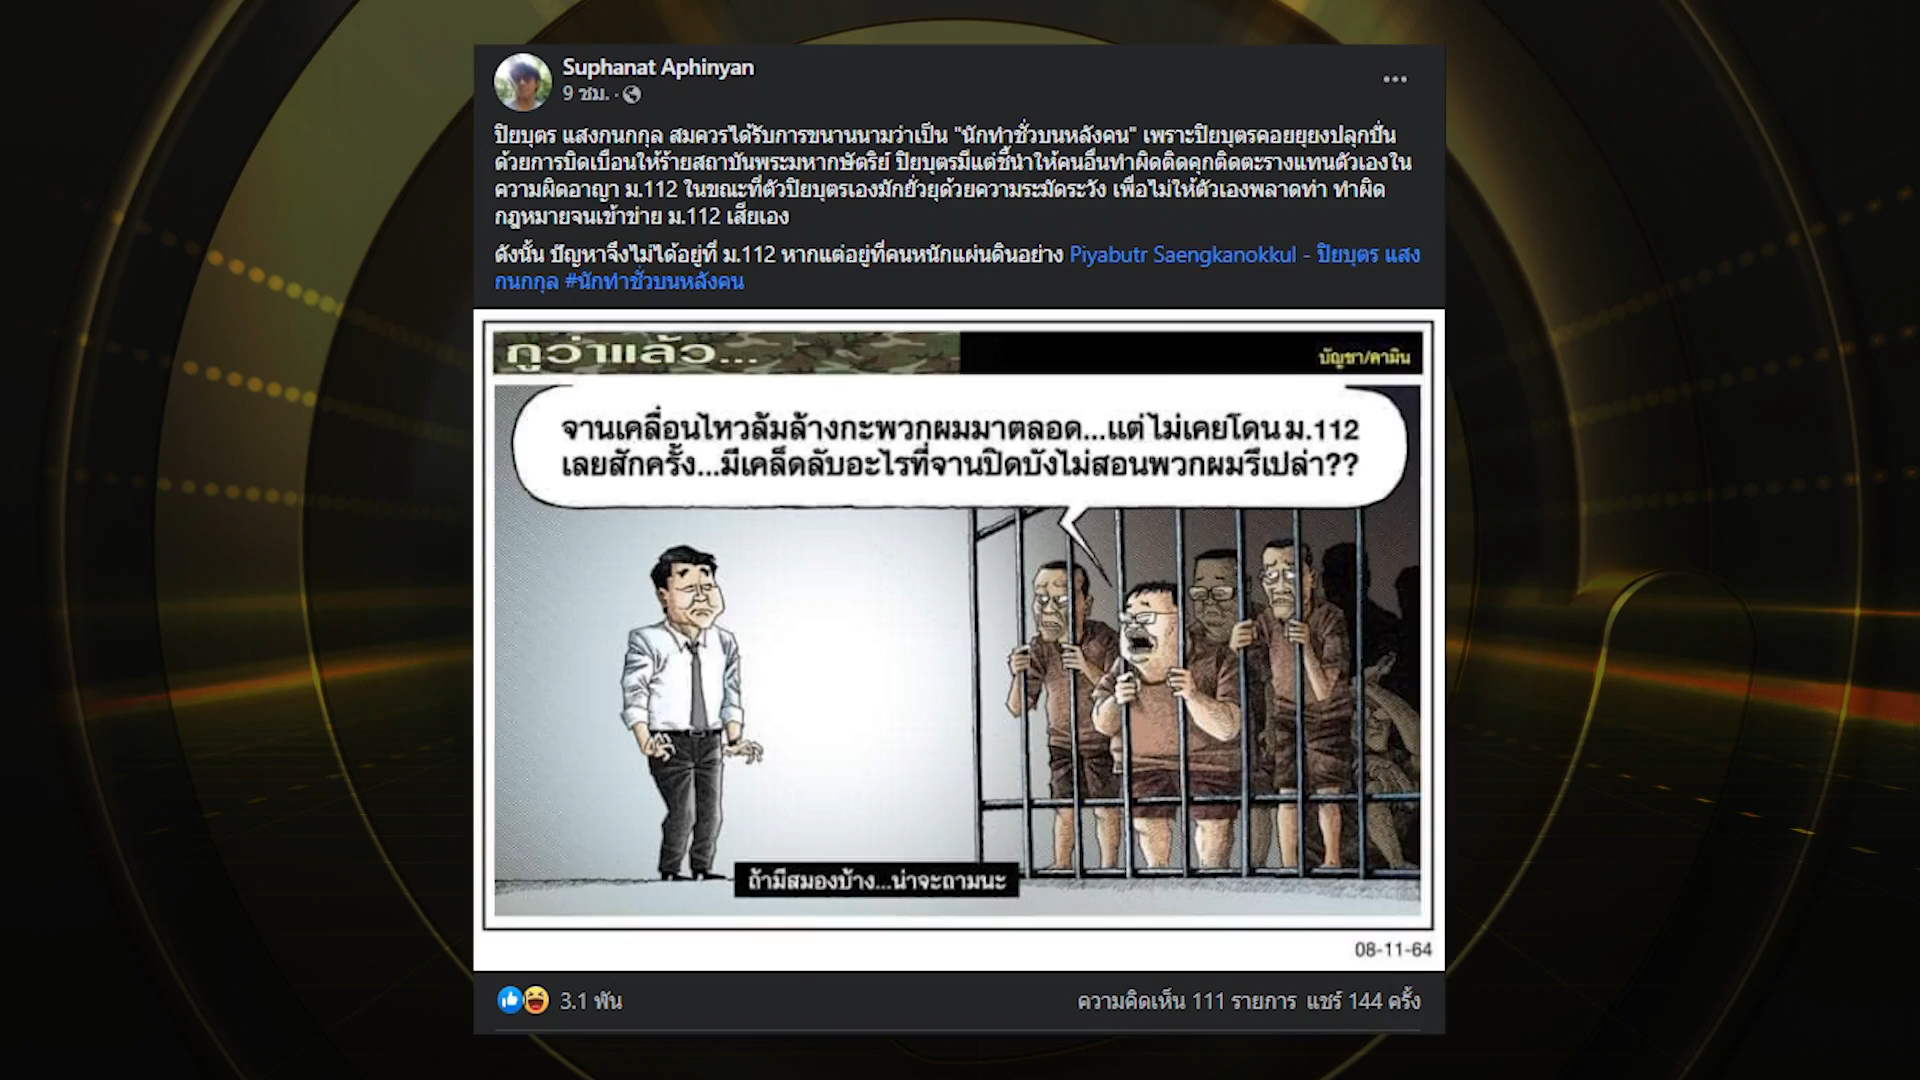 Suphanat Aphinyan
9 ชม. ·
ปิยบุตร แสงกนกกุล สมควรได้รับการขนานนามว่าเป็น "นักทำชั่วบนหลังคน" เพราะปิยบุตรคอยยุยงปลุกปั่น
ด้วยการบิดเบือนให้ร้ายสถาบันพระมหากษัตริย์ ปิยบุตรมีแต่ชี้นำให้คนอื่นทำผิดติดคุกติดตะรางแทนตัวเองใน
ความผิดอาญา ม.112 ในขณะที่ตัวปิยบุตรเองมักยั่วยุด้วยความระมัดระวัง เพื่อไม่ให้ตัวเองพลาดท่า ทำผิด
กฎหมายจนเข้าข่าย ม.112 เสียเอง
ดังนั้น ปัญหาจึงไม่ได้อยู่ที่ ม.112 หากแต่อยู่ที่คนหนักแผ่นดินอย่าง Piyabutr Saengkanokkul - ปิยบุตร แสง
กนกกุล #นักทำชั่วบนหลังคน
กูว่าแล้ว...
บัญชา/คามิน
จานเคลื่อนไหวล้มล้างกะพวกผมมาตลอด...แต่ไม่เคยโดน ม.112
เลยสักครั้ง...มีเคล็ดลับอะไรที่จานปิดบังไม่สอนพวกผมรึเปล่า??
ถ้ามีสมองบ้าง...น่าจะถามนะ
08-11-64
3.1 พัน
ความคิดเห็น 111 รายการ แชร์ 144 ครั้ง